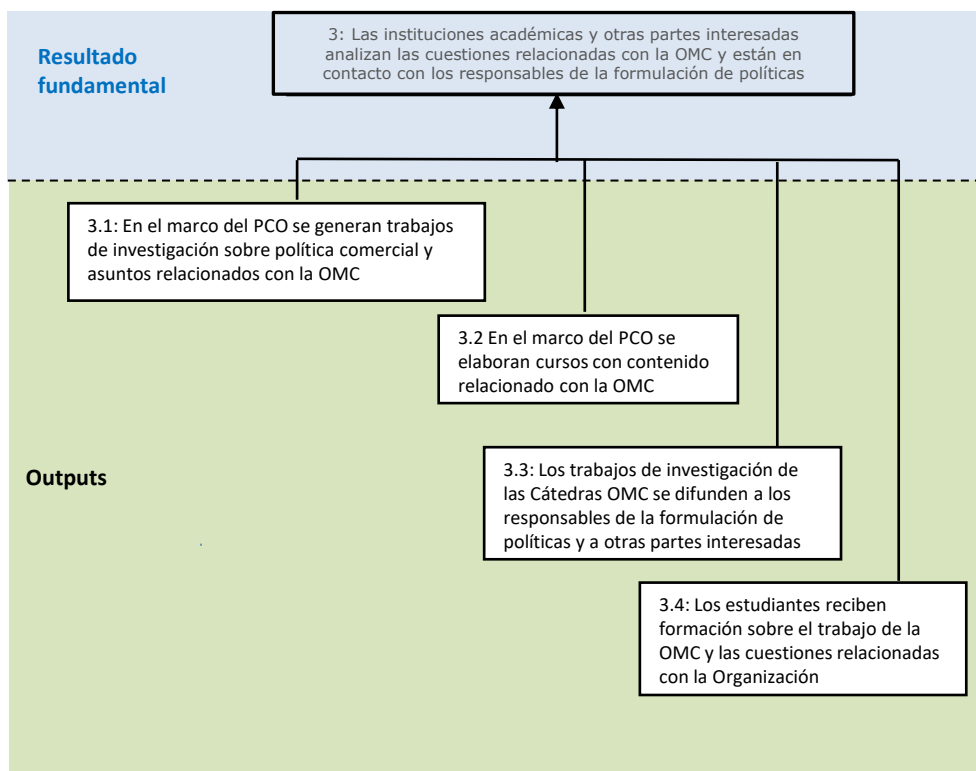 Resultado
fundamental
3: Las instituciones académicas y otras partes interesadas
analizan las cuestiones relacionadas con la OMC y están en
contacto con los responsables de la formulación de políticas
3.1: En el marco del PCO se generan trabajos
de investigación sobre política comercial y
asuntos relacionados con la OMC
3.2 En el marco del PCO se
elaboran cursos con contenido
relacionado con la OMC
Outputs
3.3: Los trabajos de investigación de
las Cátedras OMC se difunden a los
responsables de la formulación de
políticas y a otras partes interesadas
3.4: Los estudiantes reciben
formación sobre el trabajo de la
OMC y las cuestiones relacionadas
con la Organización